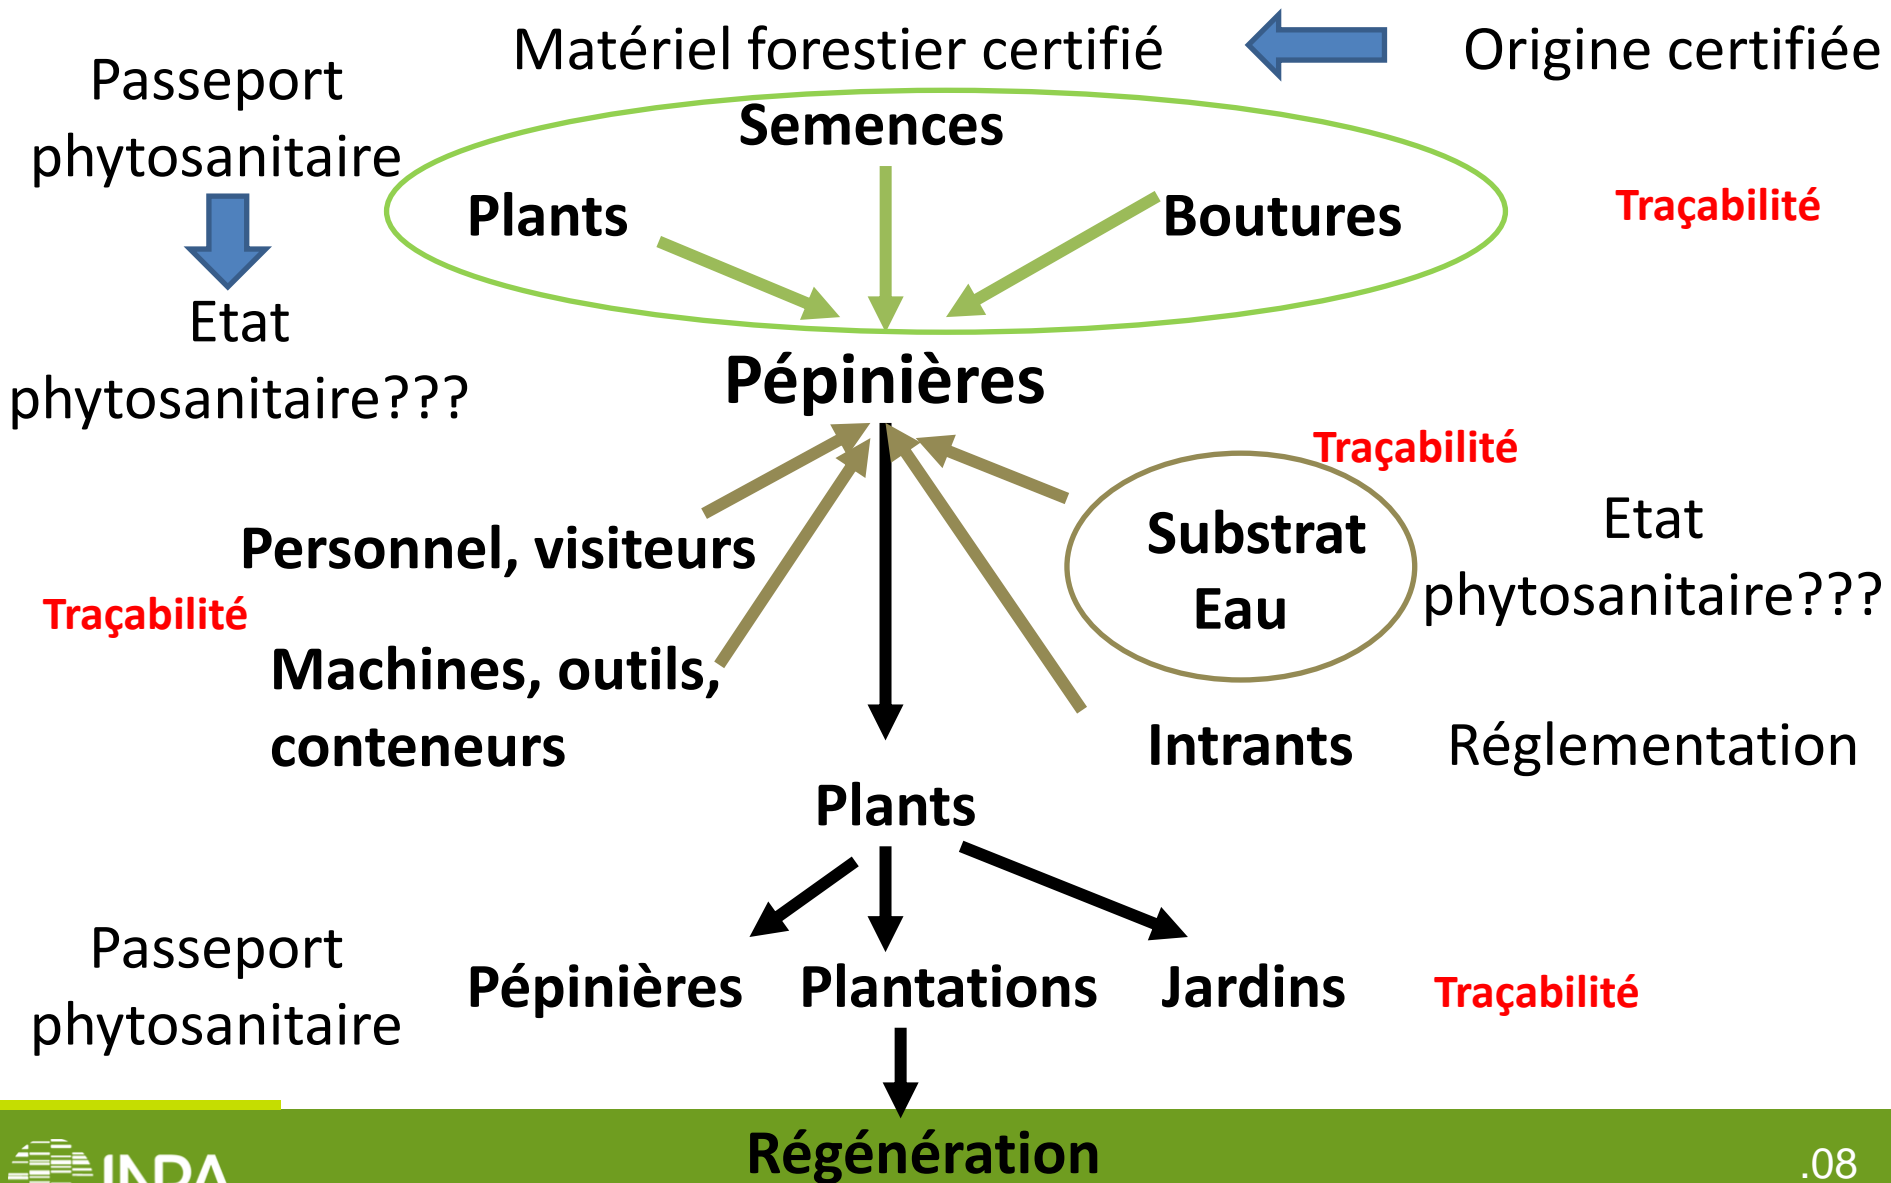 Matériel forestier certifié
Origine certifiée
Passeport
phytosanitaire
Semences
Plants
Boutures
Traçabilité
Etat
phytosanitaire???
Pépinières
Traçabilité
Personnel, visiteurs
Substrat
Eau
Etat
phytosanitaire???
Traçabilité
Machines, outils,
conteneurs
Intrants
Réglementation
Plants
Passeport
phytosanitaire
Pépinières
Plantations
Jardins
Traçabilité
Régénération
INRA
.08